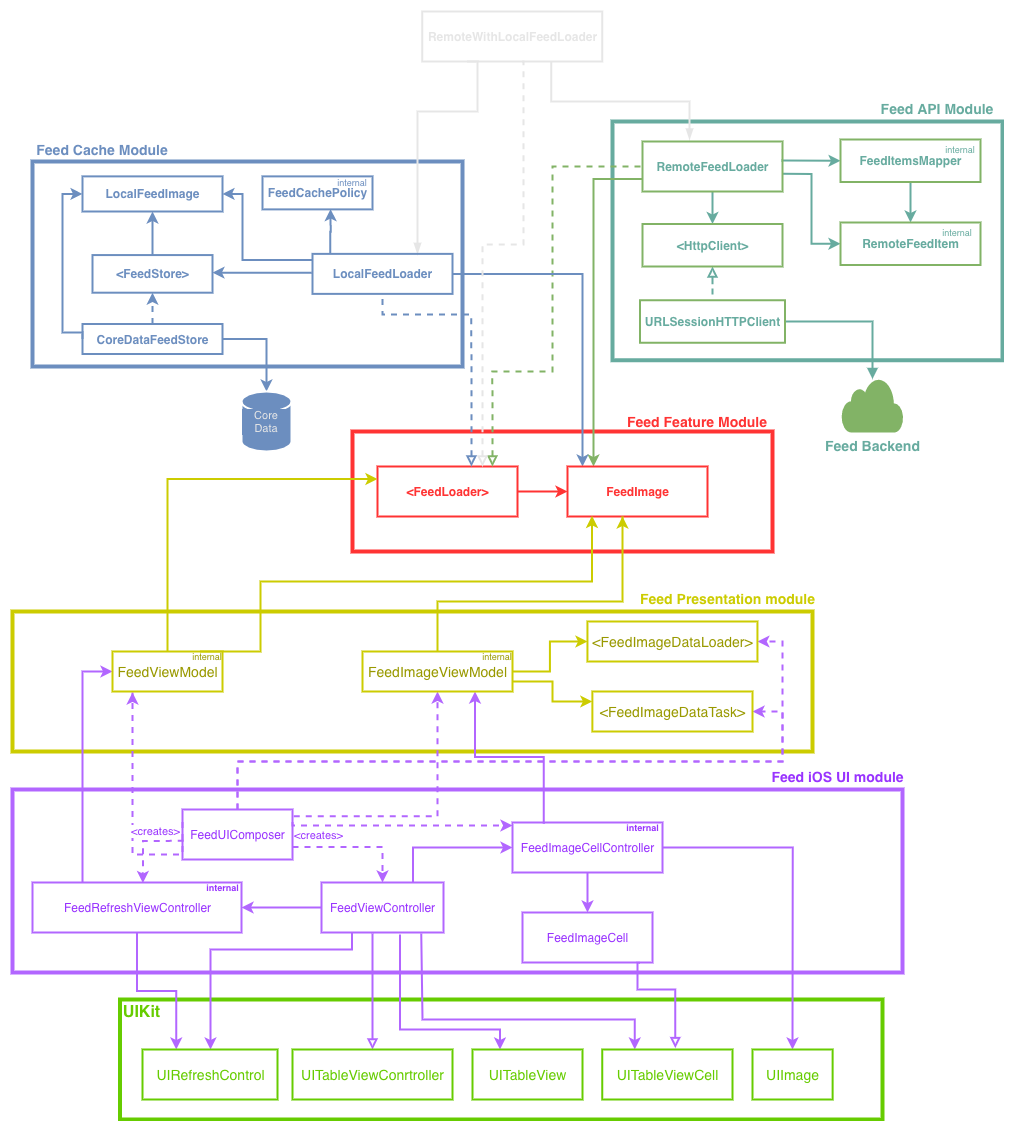 RemoteWithLocalFeedLoader
Feed API Module
Feed Cache Module
internal
RemoteFeedLoader
FeedItemsMapper
LocalFeedImage
internal
FeedCachePolicy
<HttpClient>
internal
RemoteFeedItem
<FeedStore>
LocalFeedLoader
URLSessionHTTPClient
CoreDataFeedStore
Core
Data
Feed Backend
Feed Feature Module
<FeedLoader>
FeedImage
Feed Presentation module
internal
FeedViewModel
internal
FeedImageViewModel
<FeedImageDataLoader>
<FeedImageDataTask>
Feed iOS UI module
<creates>
FeedUIComposer
<creates>
internal
FeedImageCellController
internal
FeedRefreshViewController
FeedViewController
FeedImageCell
UIKit
UIRefreshControl
UITableViewConrtroller
UITableView
UITableViewCell
UIImage